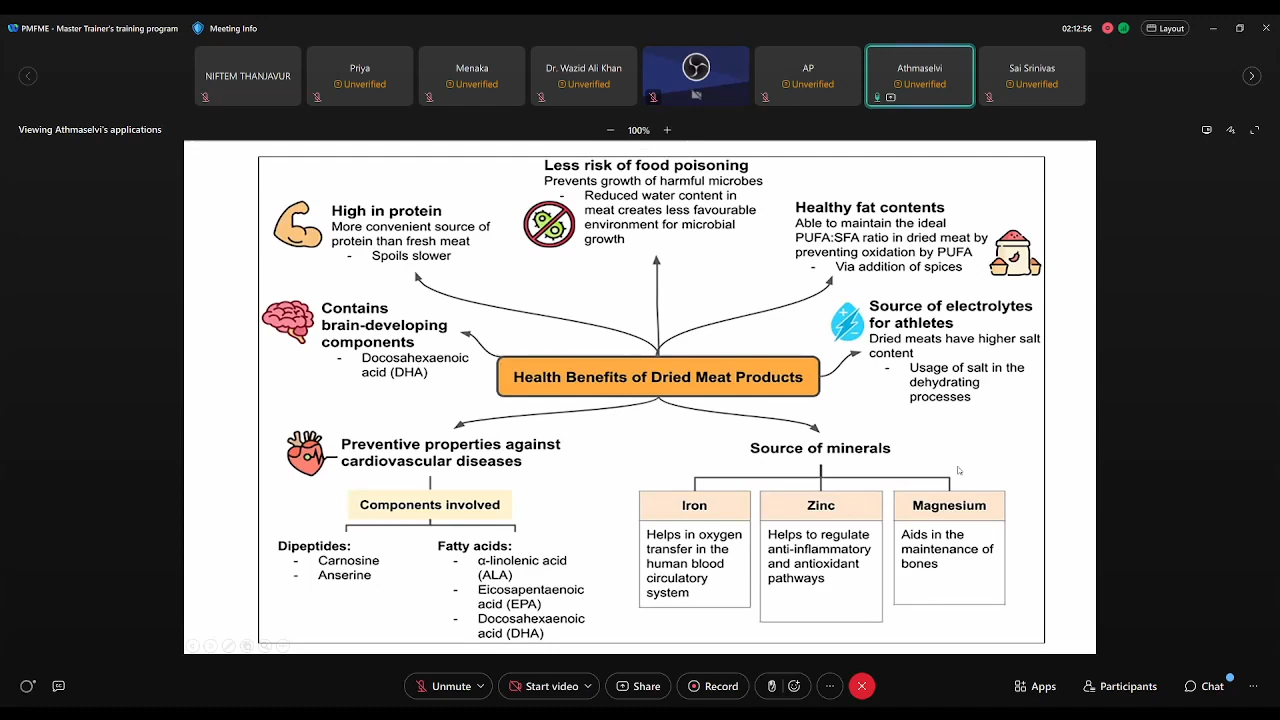 PMFME - Master Trainer's training program
Meeting Info
02:12:56
Layout
NIFTEM THANJAVUR
Priya
Unverified
Menaka
Unverified
Dr. Wazid Ali Khan
Unverified
AP
Unverified
Athmaselvi
Unverified
Sai Srinivas
Unverified
Viewing Athmaselvi's applications
− 100% +
Less risk of food poisoning
Prevents growth of harmful microbes
- Reduced water content in
meat creates less favourable
environment for microbial
growth
High in protein
More convenient source of
protein than fresh meat
- Spoils slower
Healthy fat contents
Able to maintain the ideal
PUFA:SFA ratio in dried meat by
preventing oxidation by PUFA
- Via addition of spices
Contains
brain-developing
components
- Docosahexaenoic
acid (DHA)
Source of electrolytes
for athletes
Dried meats have higher salt
content
- Usage of salt in the
dehydrating
processes
Health Benefits of Dried Meat Products
Preventive properties against
cardiovascular diseases
Components involved
Dipeptides:
- Carnosine
- Anserine
Fatty acids:
- α-linolenic acid
(ALA)
- Eicosapentaenoic
acid (EPA)
- Docosahexaenoic
acid (DHA)
Source of minerals
Iron
Helps in oxygen
transfer in the
human blood
circulatory
system
Zinc
Helps to regulate
anti-inflammatory
and antioxidant
pathways
Magnesium
Aids in the
maintenance of
bones
Unmute
Start video
Share
Record
Apps
Participants
Chat